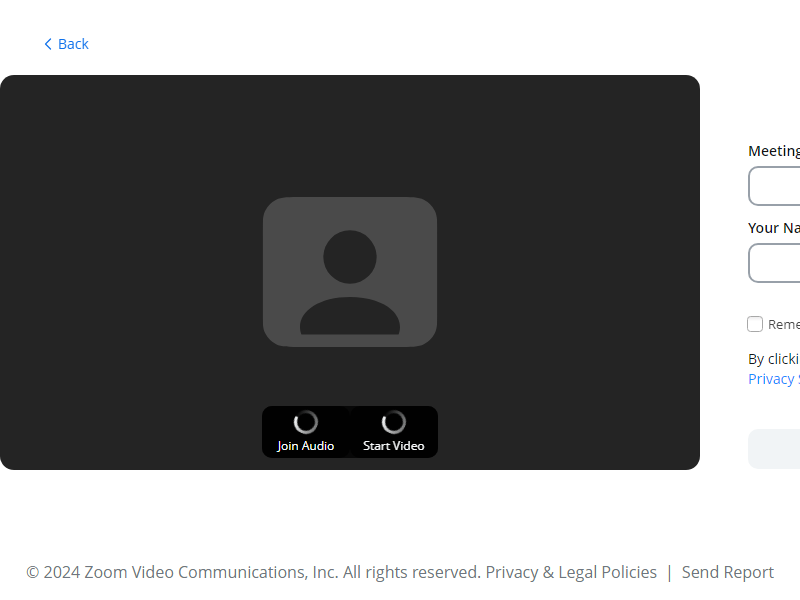 Back
Meeting
Your Na
Reme
By clicki
Privacy S
Join Audio
Start Video
© 2024 Zoom Video Communications, Inc. All rights reserved. Privacy & Legal Policies | Send Report